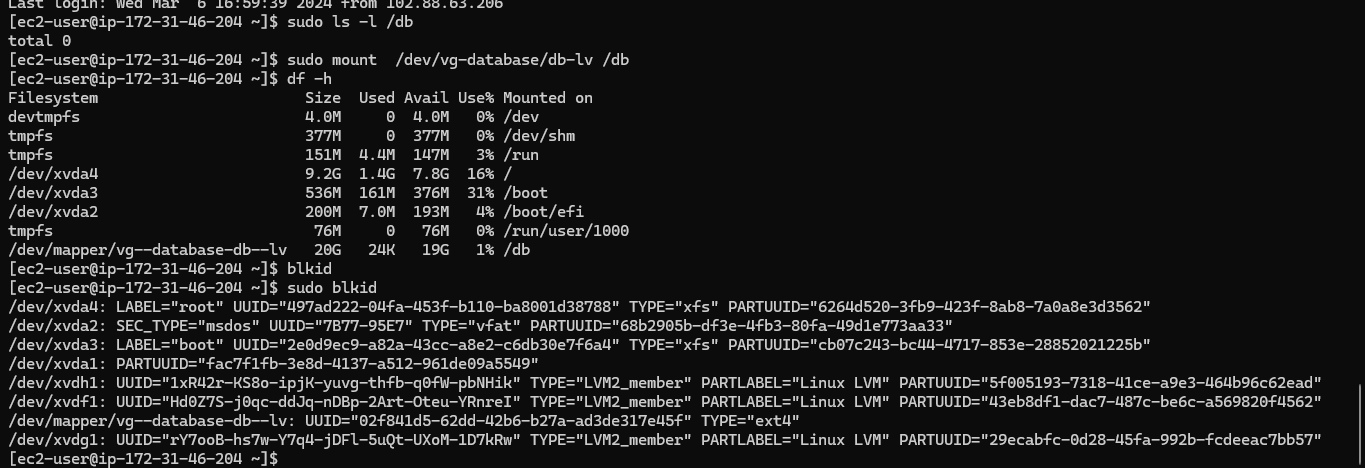 Last login: Wed Mar  6 16:59:39 2024 from 102.88.63.206
[ec2-user@ip-172-31-46-204 ~]$ sudo ls -l /db
total 0
[ec2-user@ip-172-31-46-204 ~]$ sudo mount  /dev/vg-database/db-lv /db
[ec2-user@ip-172-31-46-204 ~]$ df -h
Filesystem                       Size  Used Avail Use% Mounted on
devtmpfs                         4.0M     0  4.0M   0% /dev
tmpfs                            377M     0  377M   0% /dev/shm
tmpfs                            151M  4.4M  147M   3% /run
/dev/xvda4                       9.2G  1.4G  7.8G  16% /
/dev/xvda3                       536M  161M  376M  31% /boot
/dev/xvda2                       200M  7.0M  193M   4% /boot/efi
tmpfs                             76M     0   76M   0% /run/user/1000
/dev/mapper/vg--database-db--lv   20G   24K   19G   1% /db
[ec2-user@ip-172-31-46-204 ~]$ blkid
[ec2-user@ip-172-31-46-204 ~]$ sudo blkid
/dev/xvda4: LABEL="root" UUID="497ad222-04fa-453f-b110-ba8001d38788" TYPE="xfs" PARTUUID="6264d520-3fb9-423f-8ab8-7a0a8e3d3562"
/dev/xvda2: SEC_TYPE="msdos" UUID="7B77-95E7" TYPE="vfat" PARTUUID="68b2905b-df3e-4fb3-80fa-49d1e773aa33"
/dev/xvda3: LABEL="boot" UUID="2e0d9ec9-a82a-43cc-a8e2-c6db30e7f6a4" TYPE="xfs" PARTUUID="cb07c243-bc44-4717-853e-28852021225b"
/dev/xvda1: PARTUUID="fac7f1fb-3e8d-4137-a512-961de09a5549"
/dev/xvdh1: UUID="1xR42r-KS8o-ipjK-yuvg-thfb-q0fW-pbNHik" TYPE="LVM2_member" PARTLABEL="Linux LVM" PARTUUID="5f005193-7318-41ce-a9e3-464b96c62ead"
/dev/xvdf1: UUID="Hd0Z7S-j0qc-ddJq-nDBp-2Art-Oteu-YRnreI" TYPE="LVM2_member" PARTLABEL="Linux LVM" PARTUUID="43eb8df1-dac7-487c-be6c-a569820f4562"
/dev/mapper/vg--database-db--lv: UUID="02f841d5-62dd-42b6-b27a-ad3de317e45f" TYPE="ext4"
/dev/xvdg1: UUID="rY7ooB-hs7w-Y7q4-jDFl-5uQt-UXoM-1D7kRw" TYPE="LVM2_member" PARTLABEL="Linux LVM" PARTUUID="29ecabfc-0d28-45fa-992b-fcdeeac7bb57"
[ec2-user@ip-172-31-46-204 ~]$